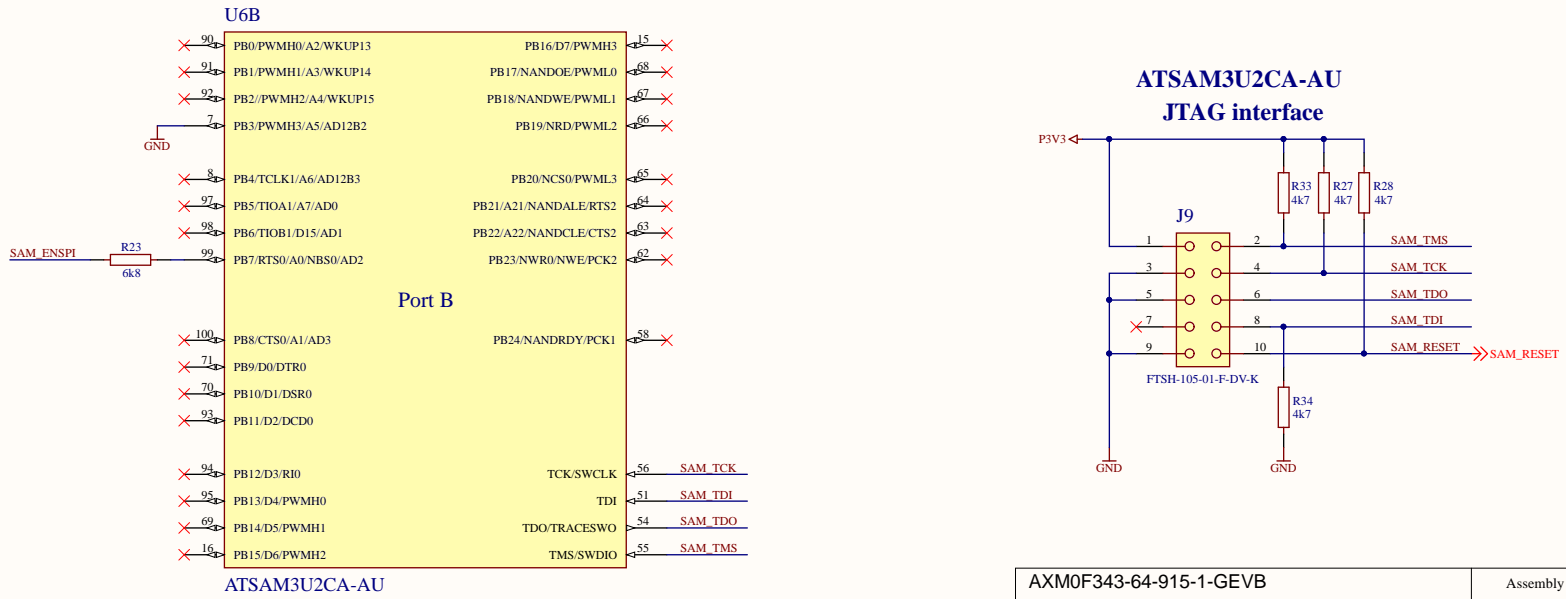 U6B
90 PB0/PWMH0/A2/WKUP13 PB16/D7/PWMH3 15
91 PB1/PWMH1/A3/WKUP14 PB17/NANDOE/PWML0 68
92 PB2//PWMH2/A4/WKUP15 PB18/NANDWE/PWML1 67
7 PB3/PWMH3/A5/AD12B2 PB19/NRD/PWML2 66
GND
8 PB4/TCLK1/A6/AD12B3 PB20/NCS0/PWML3 65
97 PB5/TIOA1/A7/AD0 PB21/A21/NANDALE/RTS2 64
98 PB6/TIOB1/D15/AD1 PB22/A22/NANDCLE/CTS2 63
SAM_ENSPI R23 99 PB7/RTS0/A0/NBS0/AD2 PB23/NWR0/NWE/PCK2 62
6k8
Port B
100 PB8/CTS0/A1/AD3 PB24/NANDRDY/PCK1 58
71 PB9/D0/DTR0
70 PB10/D1/DSR0
93 PB11/D2/DCD0
94 PB12/D3/RI0 TCK/SWCLK 56 SAM_TCK
95 PB13/D4/PWMH0 TDI 51 SAM_TDI
69 PB14/D5/PWMH1 TDO/TRACESWO 54 SAM_TDO
16 PB15/D6/PWMH2 TMS/SWDIO 55 SAM_TMS
ATSAM3U2CA-AU
ATSAM3U2CA-AU
JTAG interface
P3V3
R33 R27 R28
4k7 4k7 4k7
J9
1 2 SAM_TMS
3 4 SAM_TCK
5 6 SAM_TDO
7 8 SAM_TDI
9 10 SAM_RESET SAM_RESET
FTSH-105-01-F-DV-K
R34
4k7
GND GND
AXM0F343-64-915-1-GEVB Assembly